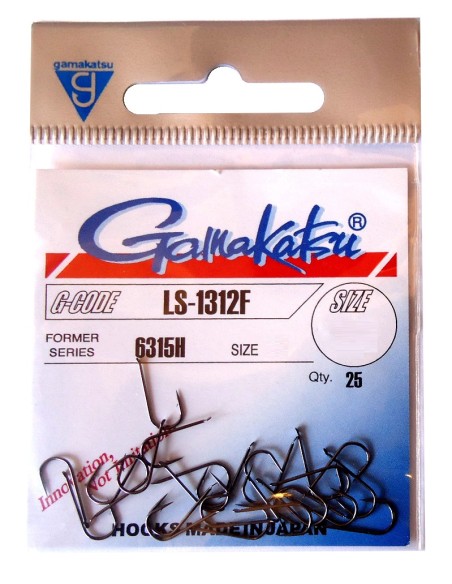 gamakatsu
G
Gamakatsu®
G-CODE LS-1312F SIZE
FORMER SERIES 6315H SIZE
Qty. 25
Innovation,
Not Imitation
HOOKS MADE IN JAPAN